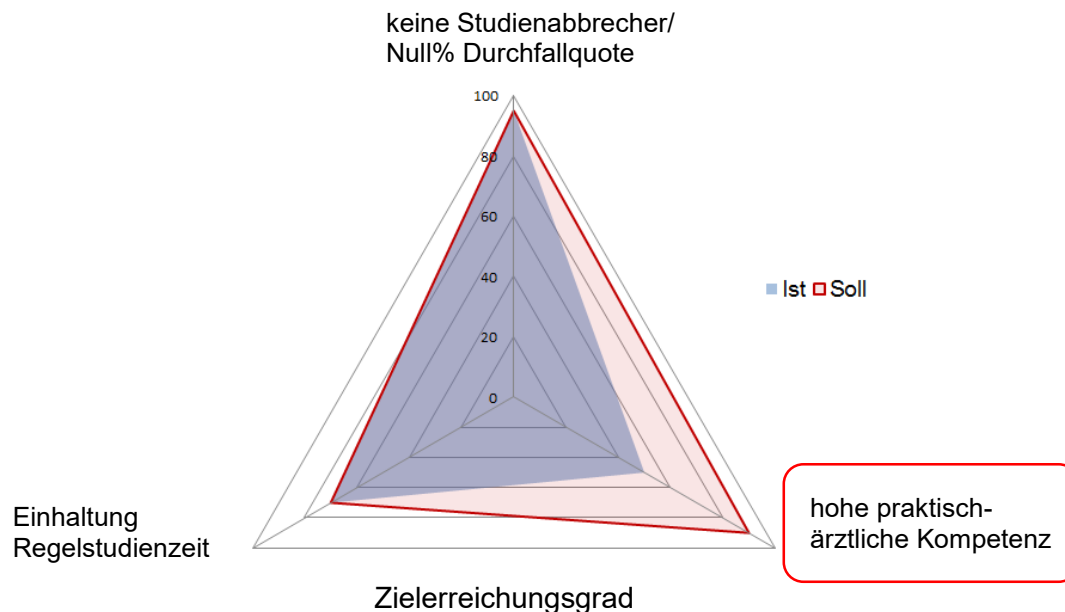 keine Studienabbrecher/
Null% Durchfallquote
100
80
60
40
20
0
Ist Soll
Einhaltung
Regelstudienzeit
hohe praktisch-
ärztliche Kompetenz
Zielerreichungsgrad